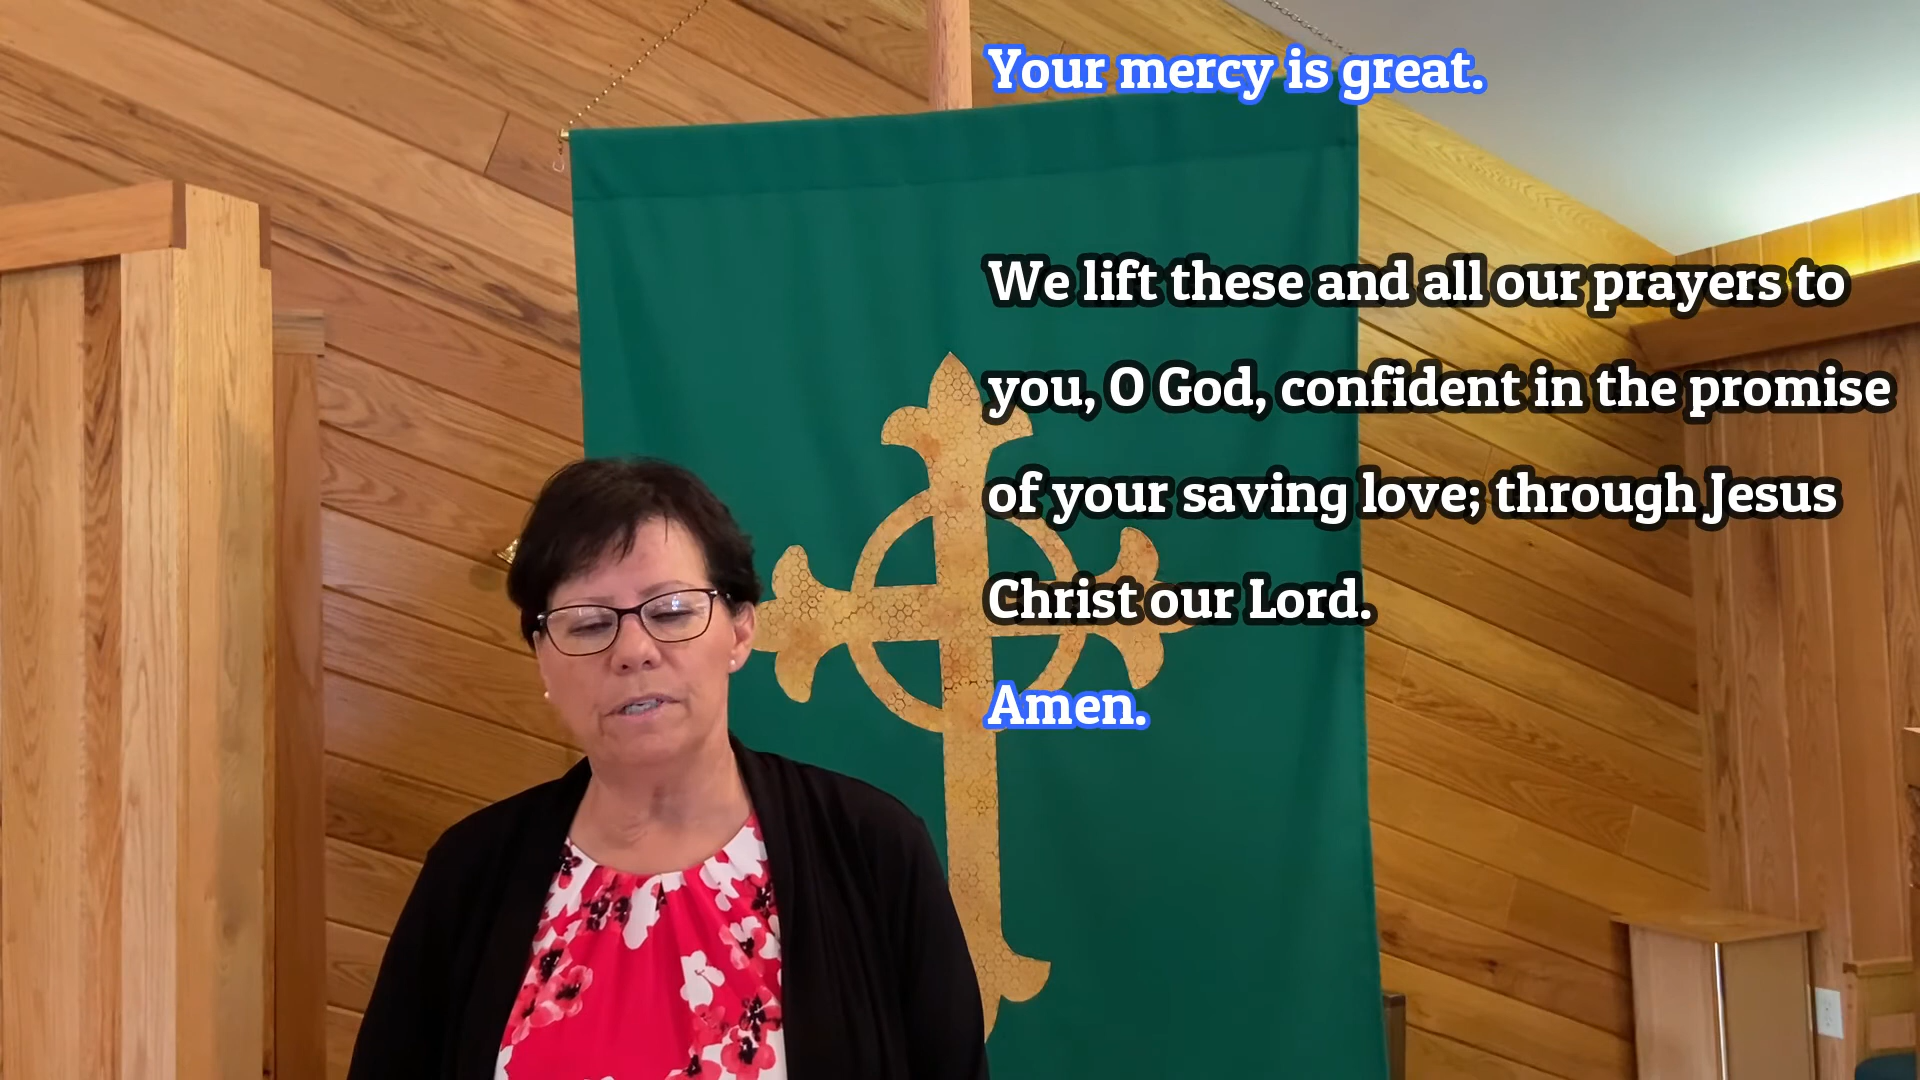 Your mercy is great.
We lift these and all our prayers to
you, O God, confident in the promise
of your saving love; through Jesus
Christ our Lord.
Amen.